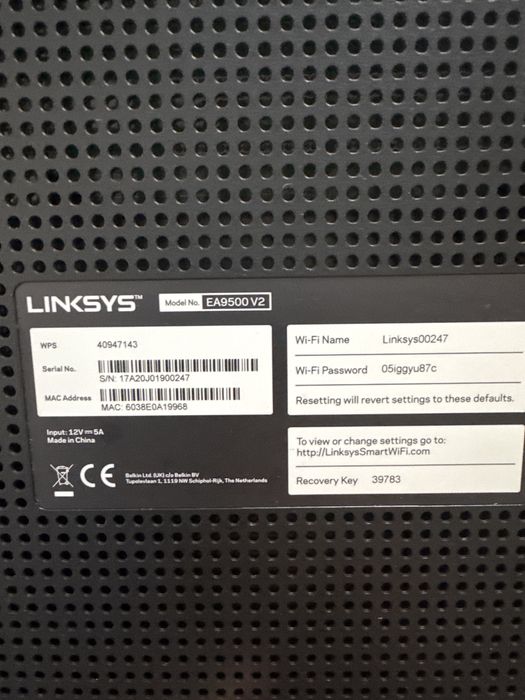 LINKSYS™ Model No. EA9500 V2
WPS 40947143
Serial No.
S/N: 17A20J01900247
MAC Address
MAC: 6038E0A19968
Input: 12V⎓5A
Made in China
CE
Belkin Ltd. (UK) c/o Belkin BV
Tupolevlaan 1, 1119 NW Schiphol-Rijk, The Netherlands
Wi-Fi Name Linksys00247
Wi-Fi Password 05iggyu87c
Resetting will revert settings to these defaults.
To view or change settings go to:
http://LinksysSmartWiFi.com
Recovery Key 39783